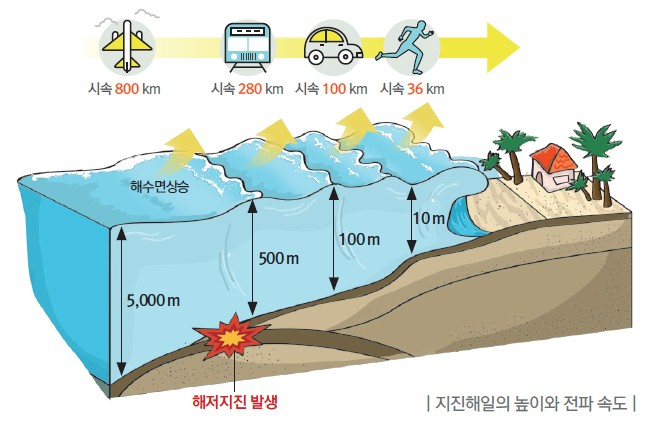 시속 800 km
시속 280 km
시속 100 km
시속 36 km
해수면상승
5,000 m
500 m
100 m
10 m
해저지진 발생
| 지진해일의 높이와 전파 속도 |